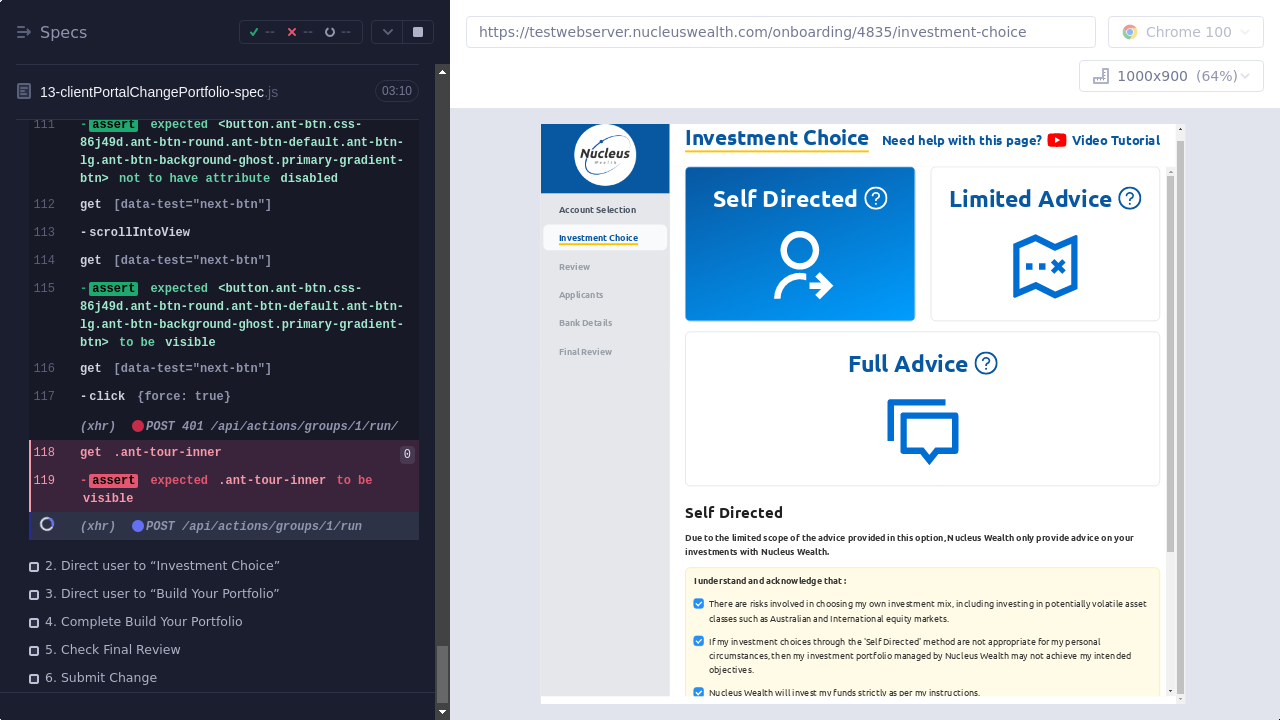 Specs
--
--
--
13-clientPortalChangePortfolio-spec.js
03:10
111 -assert expected <button.ant-btn.css-
86j49d.ant-btn-round.ant-btn-default.ant-btn-
lg.ant-btn-background-ghost.primary-gradient-
btn> not to have attribute disabled
112 get [data-test="next-btn"]
113 -scrollIntoView
114 get [data-test="next-btn"]
115 -assert expected <button.ant-btn.css-
86j49d.ant-btn-round.ant-btn-default.ant-btn-
lg.ant-btn-background-ghost.primary-gradient-
btn> to be visible
116 get [data-test="next-btn"]
117 -click {force: true}
(xhr) POST 401 /api/actions/groups/1/run/
118 get .ant-tour-inner 0
119 -assert expected .ant-tour-inner to be
visible
(xhr) POST /api/actions/groups/1/run
2. Direct user to “Investment Choice”
3. Direct user to “Build Your Portfolio”
4. Complete Build Your Portfolio
5. Check Final Review
6. Submit Change
https://testwebserver.nucleuswealth.com/onboarding/4835/investment-choice
Chrome 100
1000x900 (64%)
Nucleus
Wealth
Account Selection
Investment Choice
Review
Applicants
Bank Details
Final Review
Investment Choice
Need help with this page? Video Tutorial
Self Directed
Limited Advice
Full Advice
Self Directed
Due to the limited scope of the advice provided in this option, Nucleus Wealth only provide advice on your
investments with Nucleus Wealth.
I understand and acknowledge that :
There are risks involved in choosing my own investment mix, including investing in potentially volatile asset
classes such as Australian and International equity markets.
If my investment choices through the 'Self Directed' method are not appropriate for my personal
circumstances, then my investment portfolio managed by Nucleus Wealth may not achieve my intended
objectives.
Nucleus Wealth will invest my funds strictly as per my instructions.